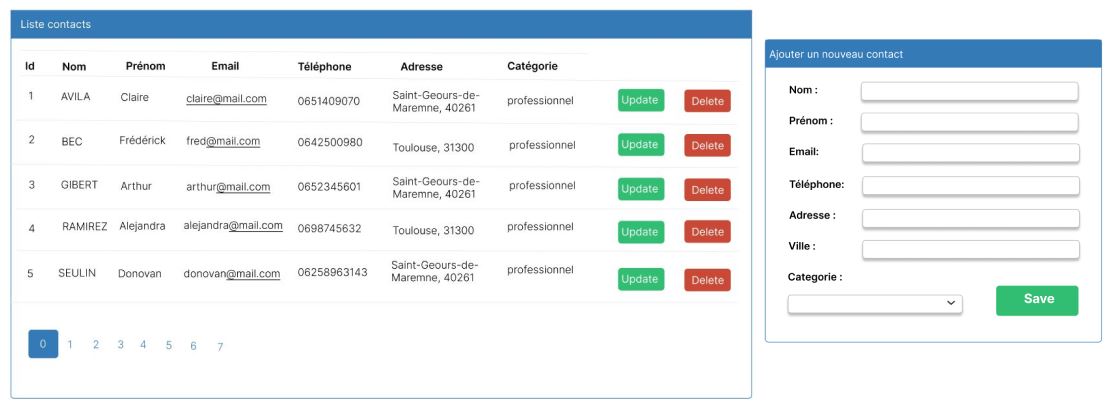 Liste contacts
Id Nom Prénom Email Téléphone Adresse Catégorie
1 AVILA Claire claire@mail.com 0651409070 Saint-Geours-de-
Maremne, 40261 professionnel Update Delete
2 BEC Frédérick fred@mail.com 0642500980 Toulouse, 31300 professionnel Update Delete
3 GIBERT Arthur arthur@mail.com 0652345601 Saint-Geours-de-
Maremne, 40261 professionnel Update Delete
4 RAMIREZ Alejandra alejandra@mail.com 0698745632 Toulouse, 31300 professionnel Update Delete
5 SEULIN Donovan donovan@mail.com 06258963143 Saint-Geours-de-
Maremne, 40261 professionnel Update Delete
0 1 2 3 4 5 6 7
Ajouter un nouveau contact
Nom :
Prénom :
Email:
Téléphone:
Adresse :
Ville :
Categorie :
Save